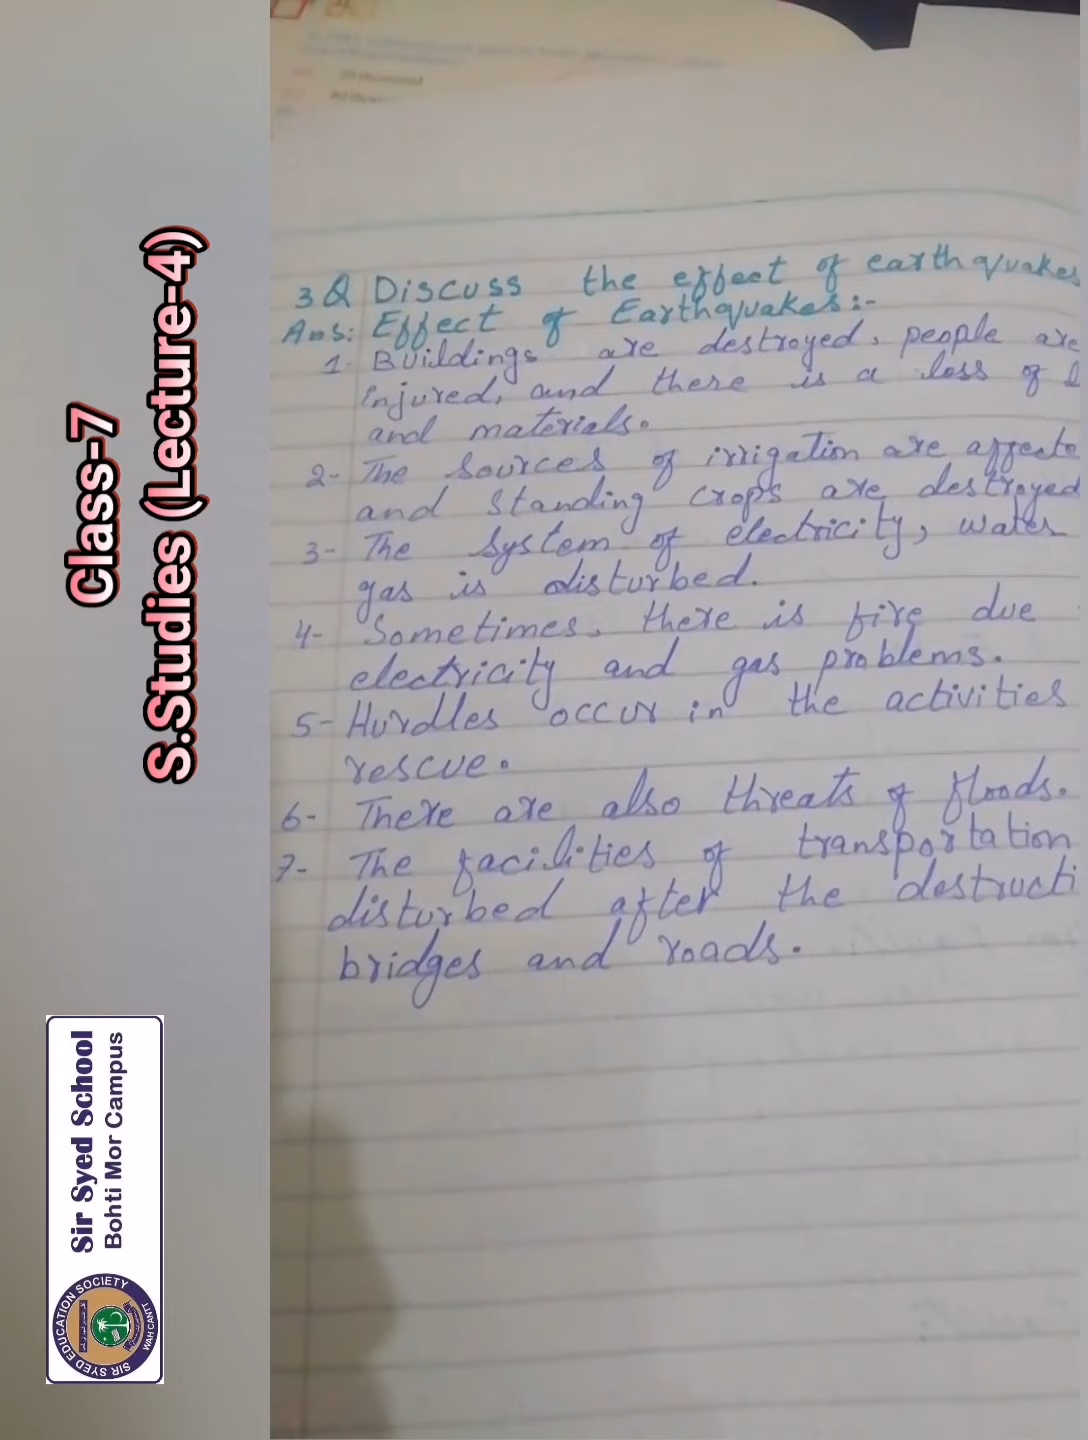 Class-7
S.Studies (Lecture-4)
Sir Syed School
Bohti Mor Campus
SIR SYED EDUCATION SOCIETY
WAH CANTT
3 Q Discuss the effect of earthquakes
Ans: Effect of Earthquakes:-
1. Buildings are destroyed, people are
injured, and there is a loss of
and materials.
2- The sources of irrigation are affecte
and standing crops are destroyed
3- The system of electricity, water
gas is disturbed.
4- Sometimes, there is fire due
electricity and gas problems.
5- Hurdles occur in the activities
rescue.
6- There are also threats of floods.
7- The facilities of transportation
disturbed after the destructi
bridges and roads.